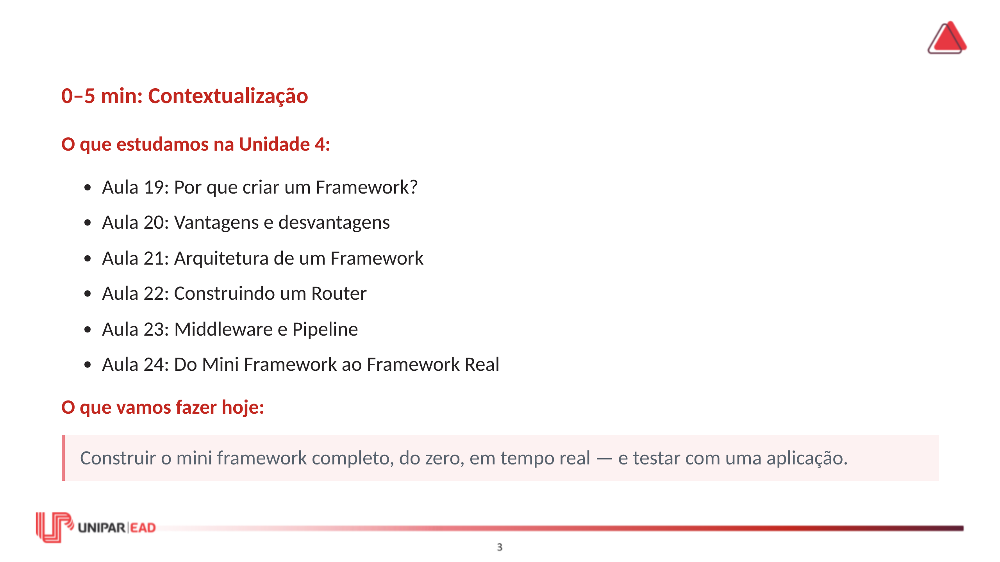 0–5 min: Contextualização
O que estudamos na Unidade 4:
• Aula 19: Por que criar um Framework?
• Aula 20: Vantagens e desvantagens
• Aula 21: Arquitetura de um Framework
• Aula 22: Construindo um Router
• Aula 23: Middleware e Pipeline
• Aula 24: Do Mini Framework ao Framework Real
O que vamos fazer hoje:
Construir o mini framework completo, do zero, em tempo real — e testar com uma aplicação.
UNIPAR|EAD
3